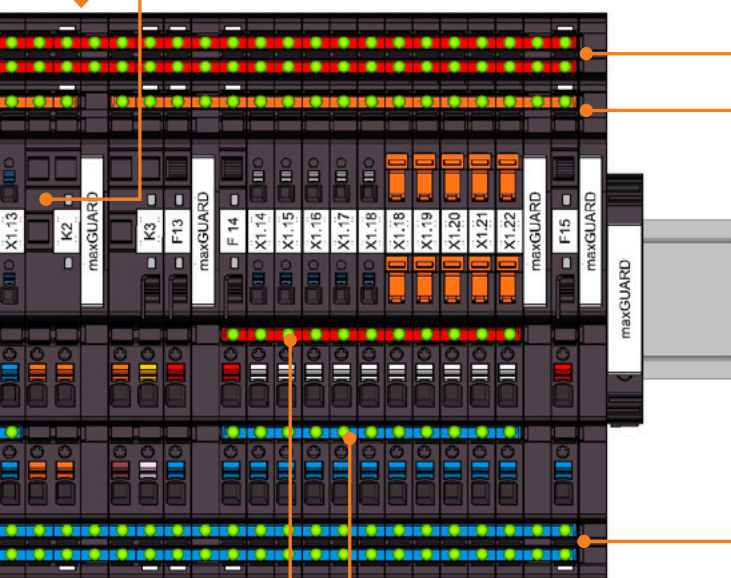 X1.13
K2
maxGUARD
K3
F13
maxGUARD
F 14
X1.14
X1.15
X1.16
X1.17
X1.18
X1.18
X1.19
X1.20
X1.21
X1.22
maxGUARD
F15
maxGUARD
maxGUARD